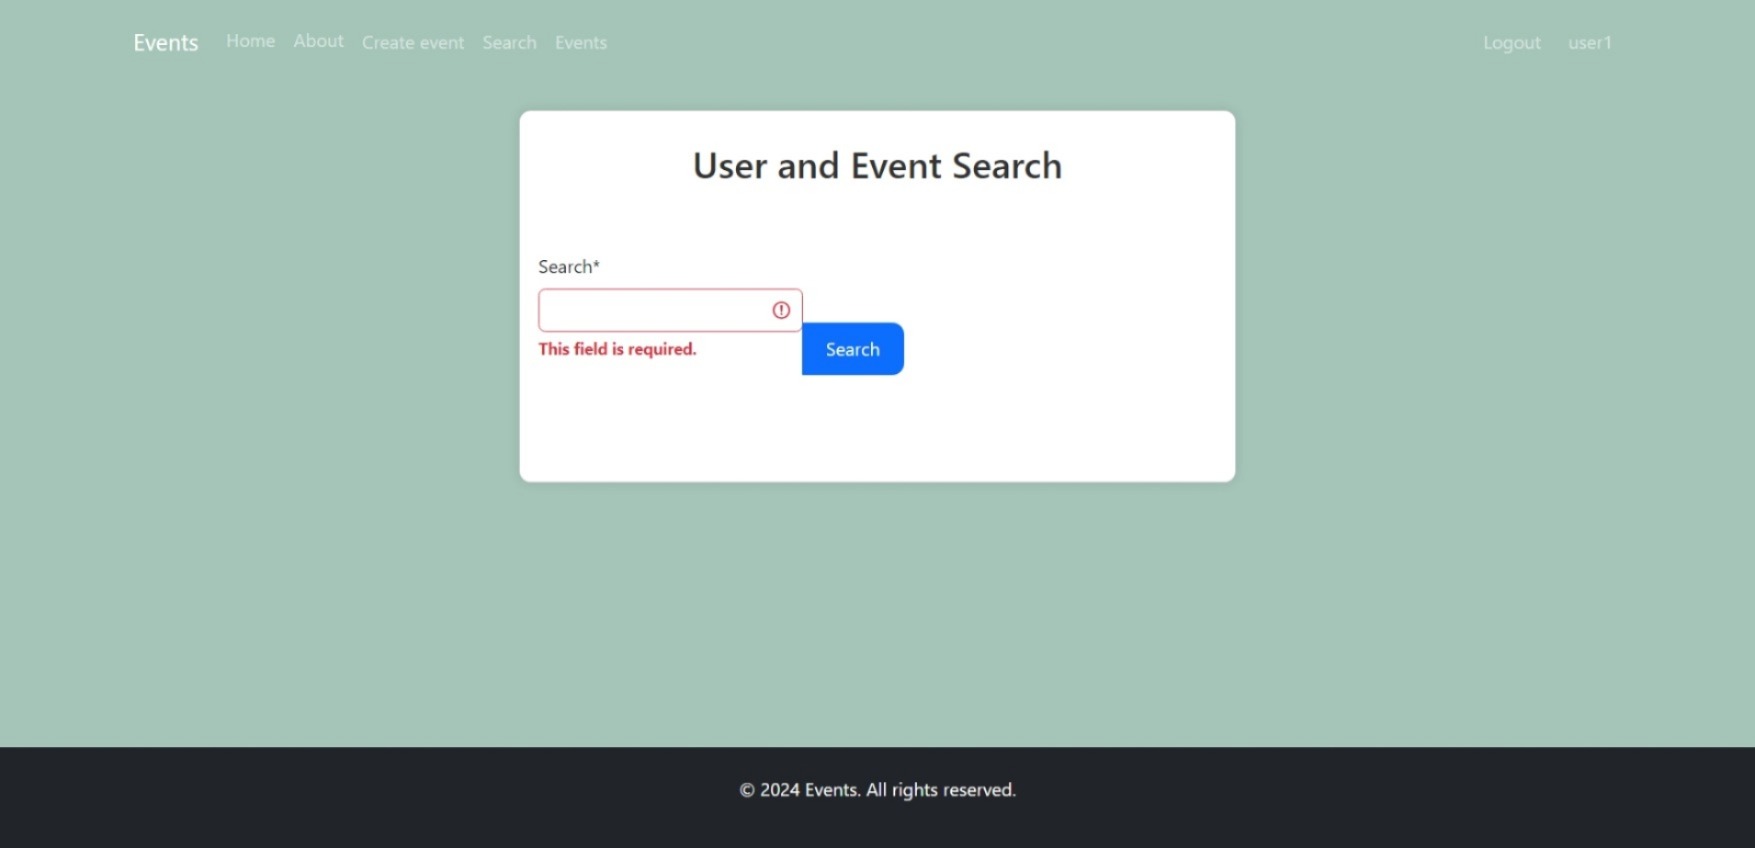 Events Home About Create event Search Events Logout user1
User and Event Search
Search*
This field is required.
Search
© 2024 Events. All rights reserved.